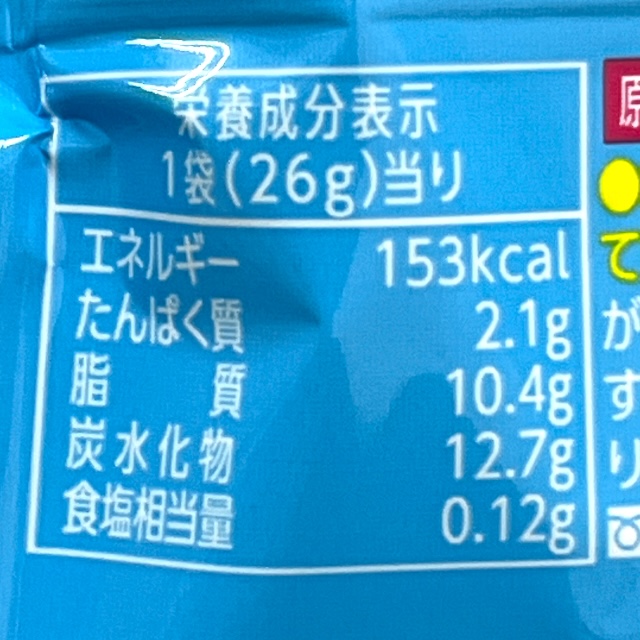 栄養成分表示
1袋(26g)当り
エネルギー 153kcal
たんぱく質 2.1g
脂質 10.4g
炭水化物 12.7g
食塩相当量 0.12g
原
て
が
す
り